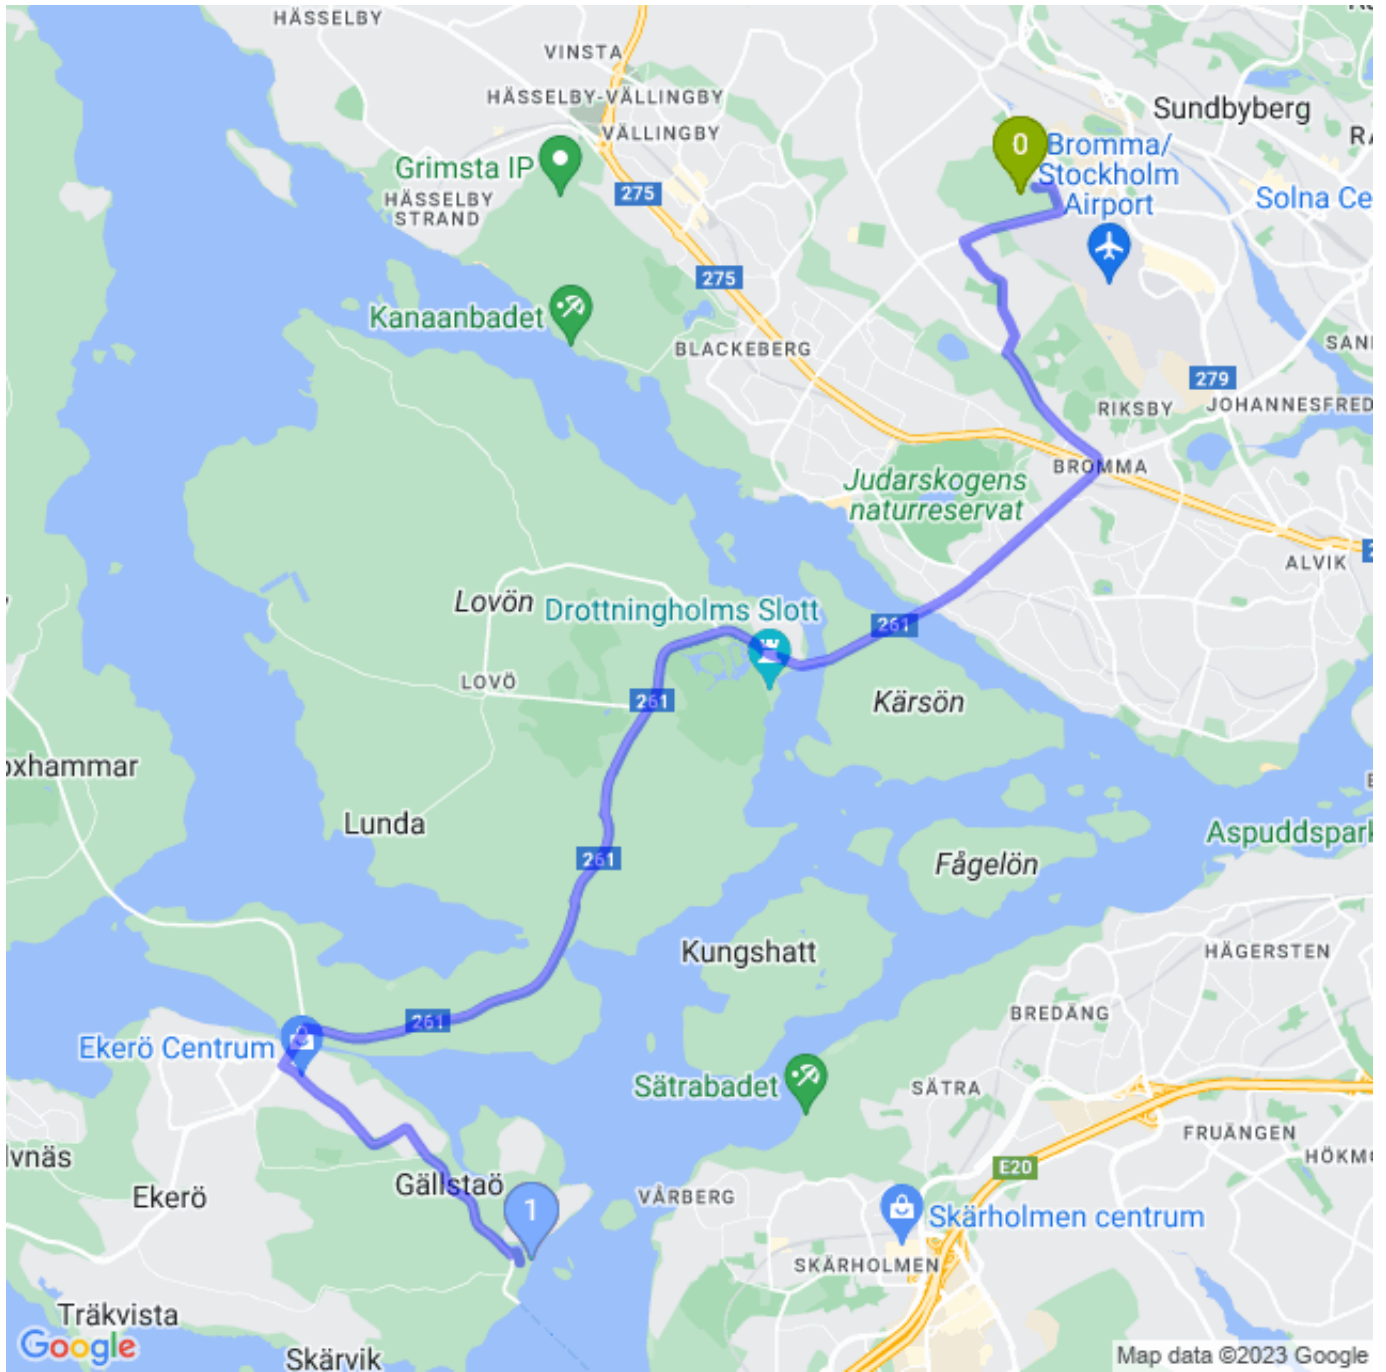 HÄSSELBY
VINSTA
HÄSSELBY-VÄLLINGBY
VÄLLINGBY
Sundbyberg
Grimsta IP
0
Bromma/
Stockholm
Airport
HÄSSELBY
STRAND
275
Solna Ce
275
Kanaanbadet
BLACKEBERG
SAN
279
RIKSBY
JOHANNESFRED
BROMMA
Judarskogens
naturreservat
ALVIK
Lovön
Drottningholms Slott
261
LOVÖ
261
Kärsön
oxhammar
Lunda
Aspuddspark
261
Fågelön
Kungshatt
HÄGERSTEN
BREDÄNG
261
Ekerö Centrum
Sätrabadet
SÄTRA
FRUÄNGEN
lvnäs
E20
HÖKM
Gällstaö
Ekerö
1
VÅRBERG
Skärholmen centrum
SKÄRHOLMEN
Träkvista
Google
Skärvik
Map data ©2023 Google